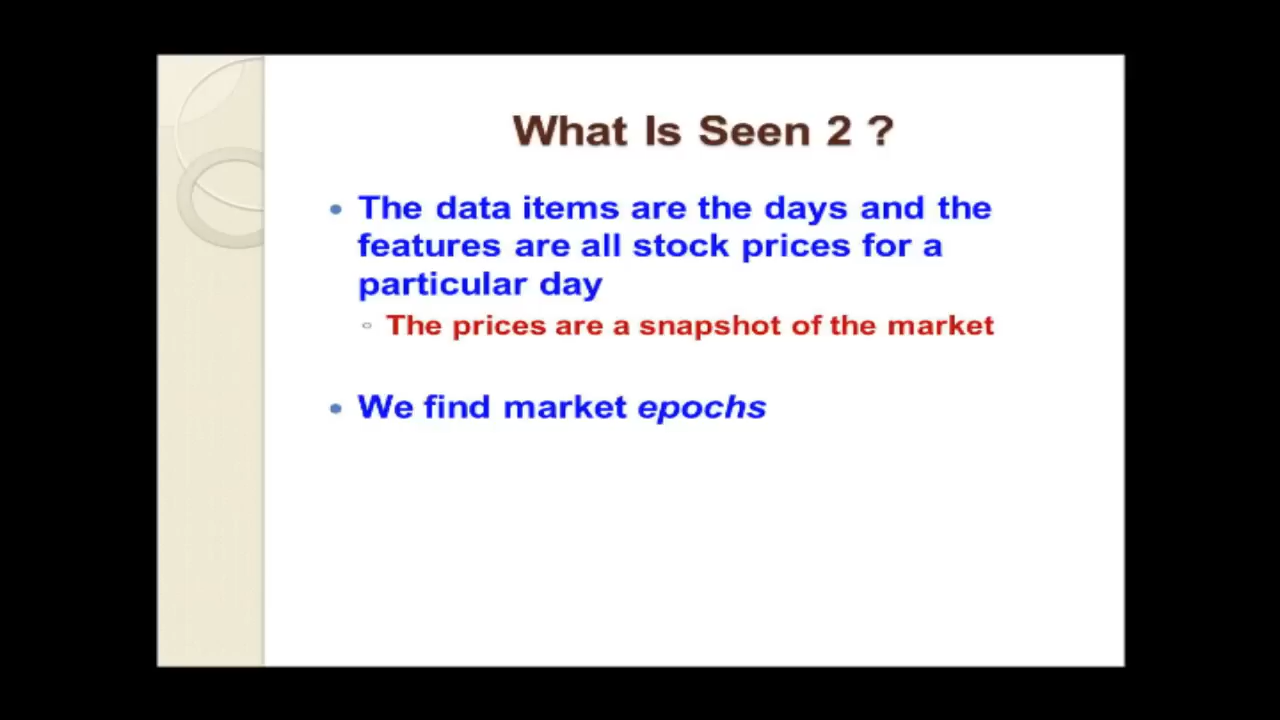 What Is Seen 2 ?
• The data items are the days and the
features are all stock prices for a
particular day
◦ The prices are a snapshot of the market
• We find market epochs